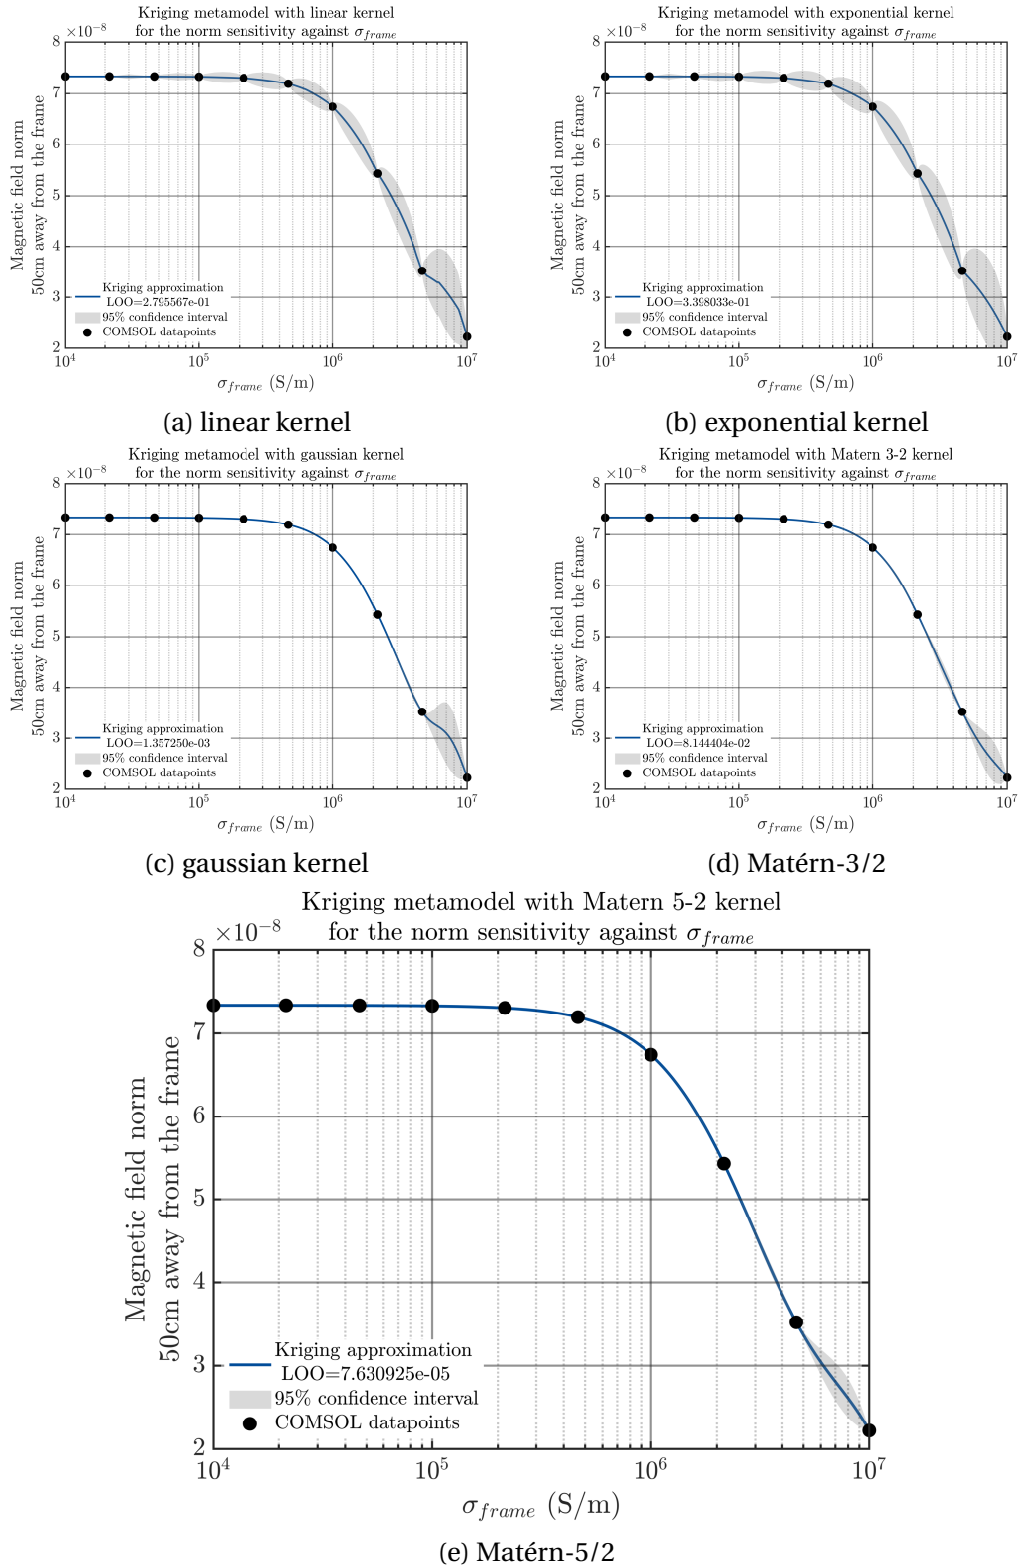 Kriging metamodel with linear kernel
for the norm sensitivity against σframe
×10⁻⁸
8
7
6
5
4
3
2
Magnetic field norm
50cm away from the frame
Kriging approximation
LOO=2.795567e-01
95% confidence interval
COMSOL datapoints
10⁴ 10⁵ 10⁶ 10⁷
σframe (S/m)
(a) linear kernel
Kriging metamodel with exponential kernel
for the norm sensitivity against σframe
×10⁻⁸
8
7
6
5
4
3
2
Magnetic field norm
50cm away from the frame
Kriging approximation
LOO=3.398033e-01
95% confidence interval
COMSOL datapoints
10⁴ 10⁵ 10⁶ 10⁷
σframe (S/m)
(b) exponential kernel
Kriging metamodel with gaussian kernel
for the norm sensitivity against σframe
×10⁻⁸
8
7
6
5
4
3
2
Magnetic field norm
50cm away from the frame
Kriging approximation
LOO=1.357250e-03
95% confidence interval
COMSOL datapoints
10⁴ 10⁵ 10⁶ 10⁷
σframe (S/m)
(c) gaussian kernel
Kriging metamodel with Matern 3-2 kernel
for the norm sensitivity against σframe
×10⁻⁸
8
7
6
5
4
3
2
Magnetic field norm
50cm away from the frame
Kriging approximation
LOO=8.144404e-02
95% confidence interval
COMSOL datapoints
10⁴ 10⁵ 10⁶ 10⁷
σframe (S/m)
(d) Matérn-3/2
Kriging metamodel with Matern 5-2 kernel
for the norm sensitivity against σframe
×10⁻⁸
8
7
6
5
4
3
2
Magnetic field norm
50cm away from the frame
Kriging approximation
LOO=7.630925e-05
95% confidence interval
COMSOL datapoints
10⁴ 10⁵ 10⁶ 10⁷
σframe (S/m)
(e) Matérn-5/2